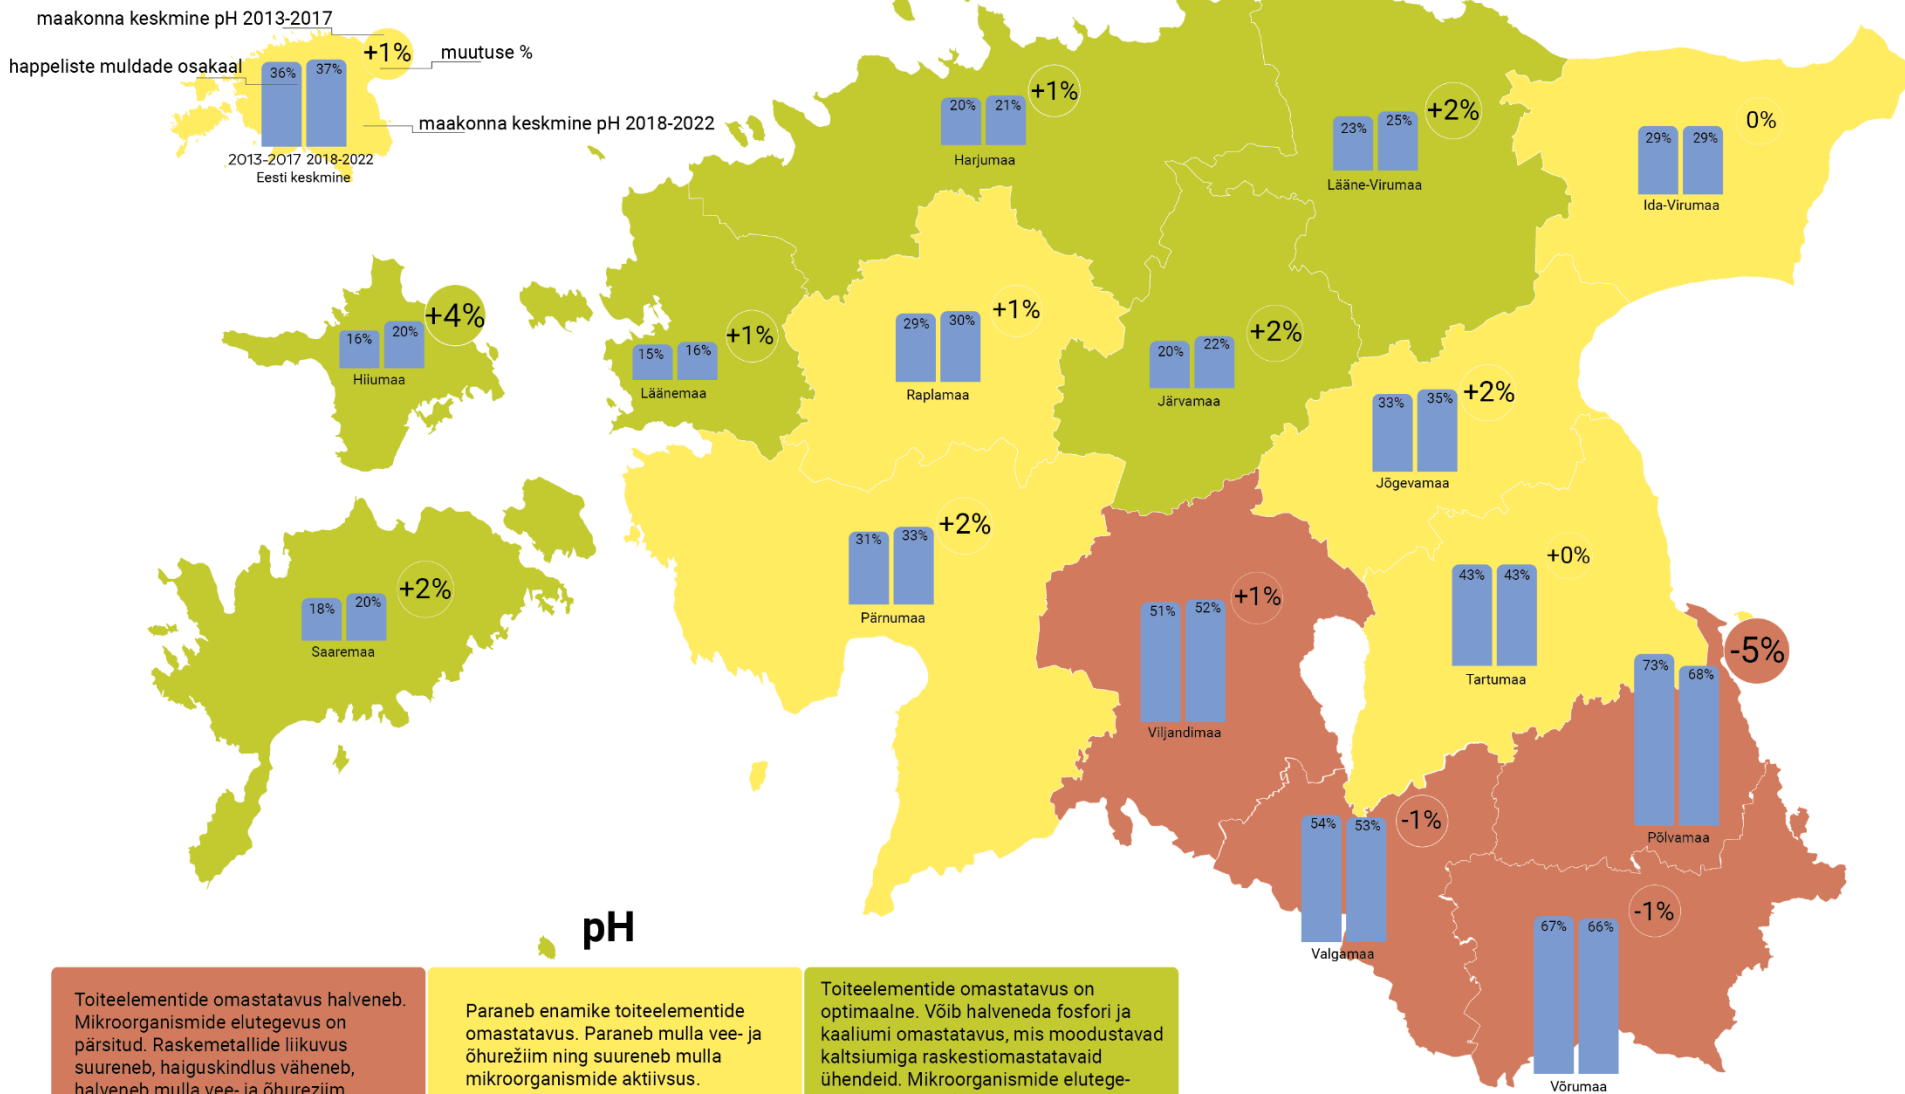 maakonna keskmine pH 2013-2017
+1%
muutuse %
happeliste muldade osakaal
36%
37%
maakonna keskmine pH 2018-2022
2013-2017 2018-2022
Eesti keskmine
20%
21%
+1%
Harjumaa
23%
25%
+2%
Lääne-Virumaa
29%
29%
0%
Ida-Virumaa
16%
20%
+4%
Hiiumaa
15%
16%
+1%
Läänemaa
29%
30%
+1%
Raplamaa
20%
22%
+2%
Järvamaa
33%
35%
+2%
Jõgevamaa
18%
20%
+2%
Saaremaa
31%
33%
+2%
Pärnumaa
51%
52%
+1%
Viljandimaa
43%
43%
+0%
Tartumaa
73%
68%
-5%
Põlvamaa
54%
53%
-1%
Valgamaa
67%
66%
-1%
Võrumaa
pH
Toiteelementide omastatavus halveneb.
Mikroorganismide elutegevus on
pärsitud. Raskemetallide liikuvus
suureneb, haiguskindlus väheneb,
halveneb mulla vee- ja õhurežiim
Paraneb enamike toiteelementide
omastatavus. Paraneb mulla vee- ja
õhurežiim ning suureneb mulla
mikroorganismide aktiivsus.
Toiteelementide omastatavus on
optimaalne. Võib halveneda fosfori ja
kaaliumi omastatavus, mis moodustavad
kaltsiumiga raskestiomastatavaid
ühendeid. Mikroorganismide elutege-